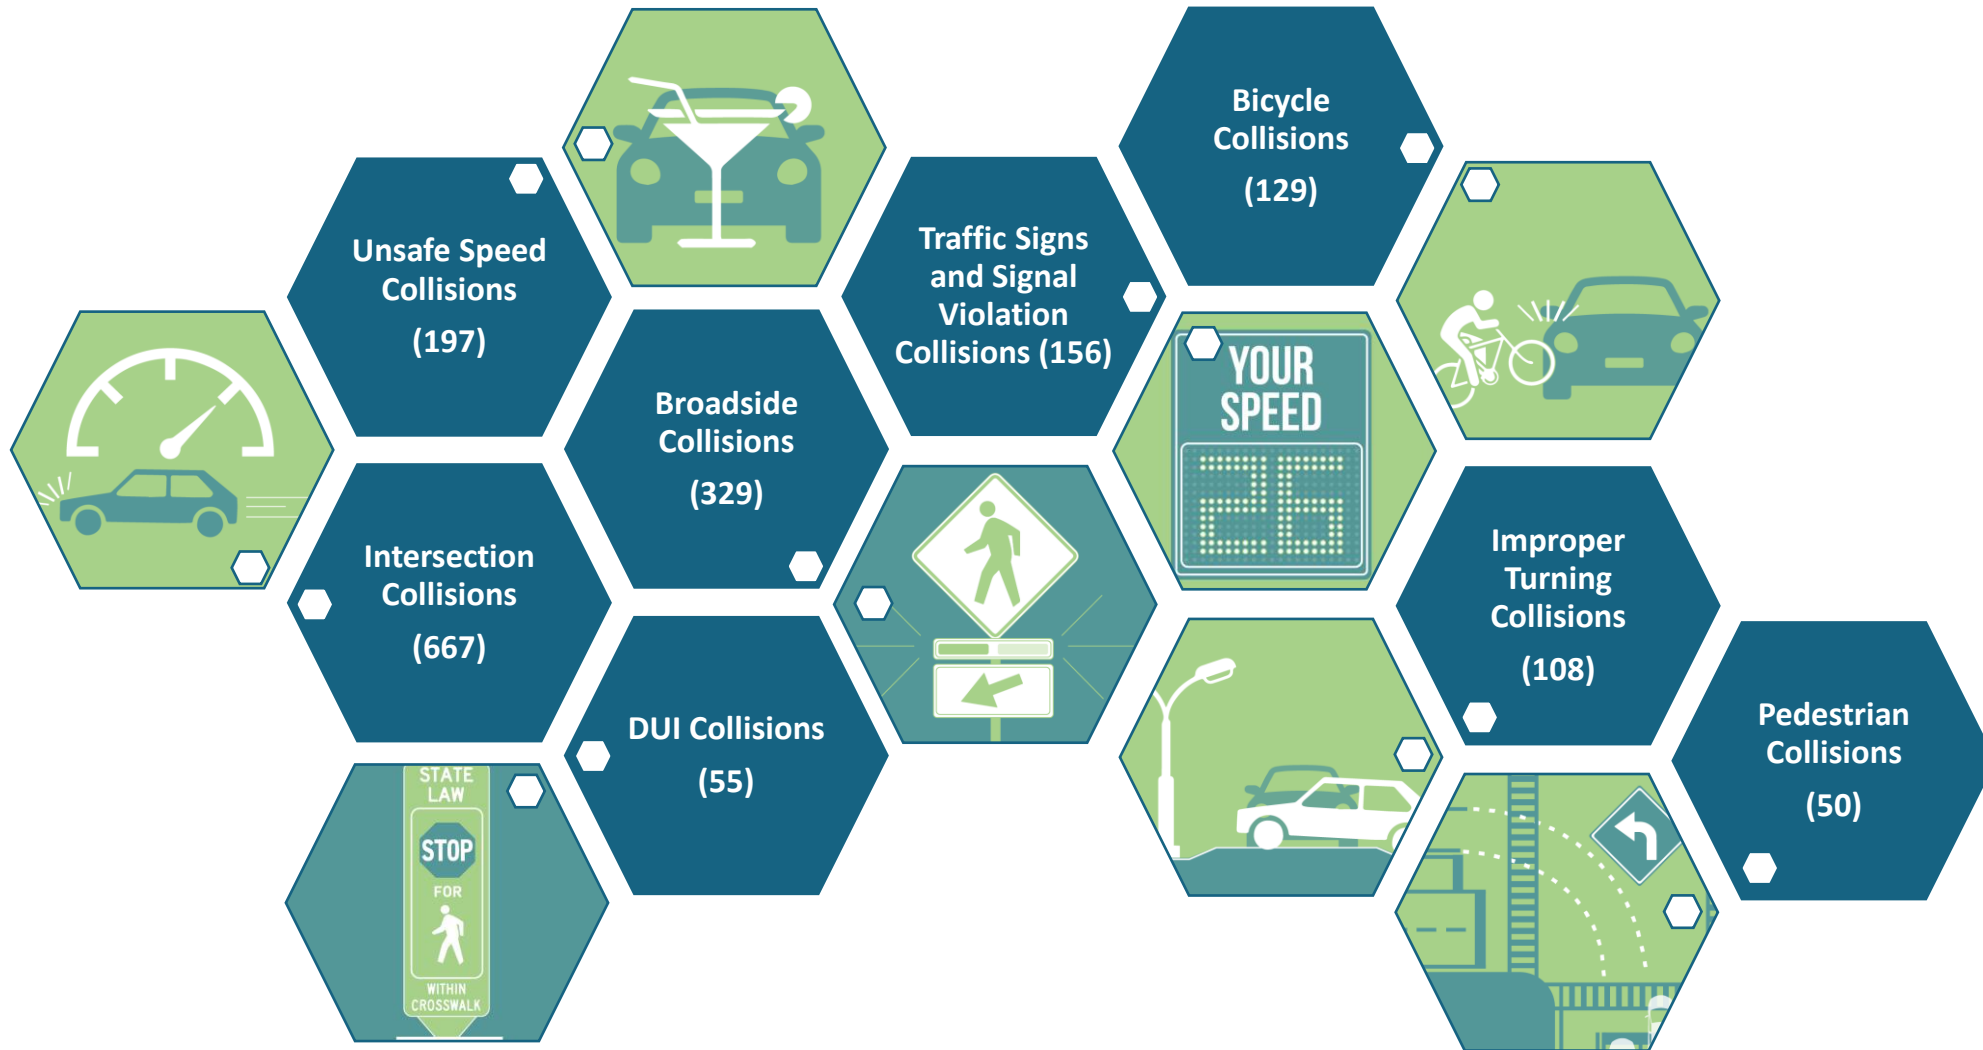 Bicycle
Collisions
(129)
Unsafe Speed
Collisions
(197)
Traffic Signs
and Signal
Violation
Collisions (156)
YOUR
SPEED
25
Broadside
Collisions
(329)
Intersection
Collisions
(667)
Improper
Turning
Collisions
(108)
DUI Collisions
(55)
Pedestrian
Collisions
(50)
STATE
LAW
STOP
FOR
WITHIN
CROSSWALK